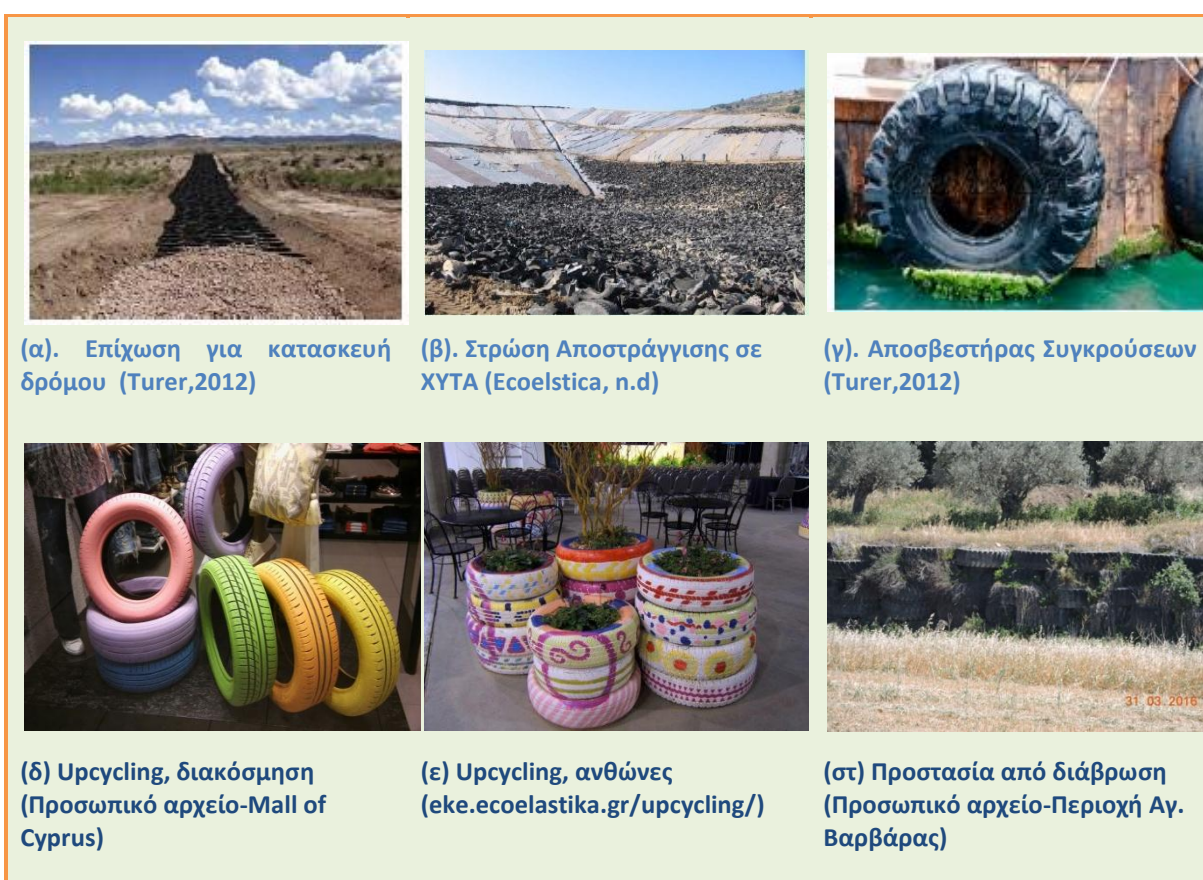 (α). Επίχωση για κατασκευή
δρόμου (Turer,2012)
(β). Στρώση Αποστράγγισης σε
ΧΥΤΑ (Ecoelstica, n.d)
(γ). Αποσβεστήρας Συγκρούσεων
(Turer,2012)
31 03 2016
(δ) Upcycling, διακόσμηση
(Προσωπικό αρχείο-Mall of
Cyprus)
(ε) Upcycling, ανθώνες
(eke.ecoelastika.gr/upcycling/)
(στ) Προστασία από διάβρωση
(Προσωπικό αρχείο-Περιοχή Αγ.
Βαρβάρας)